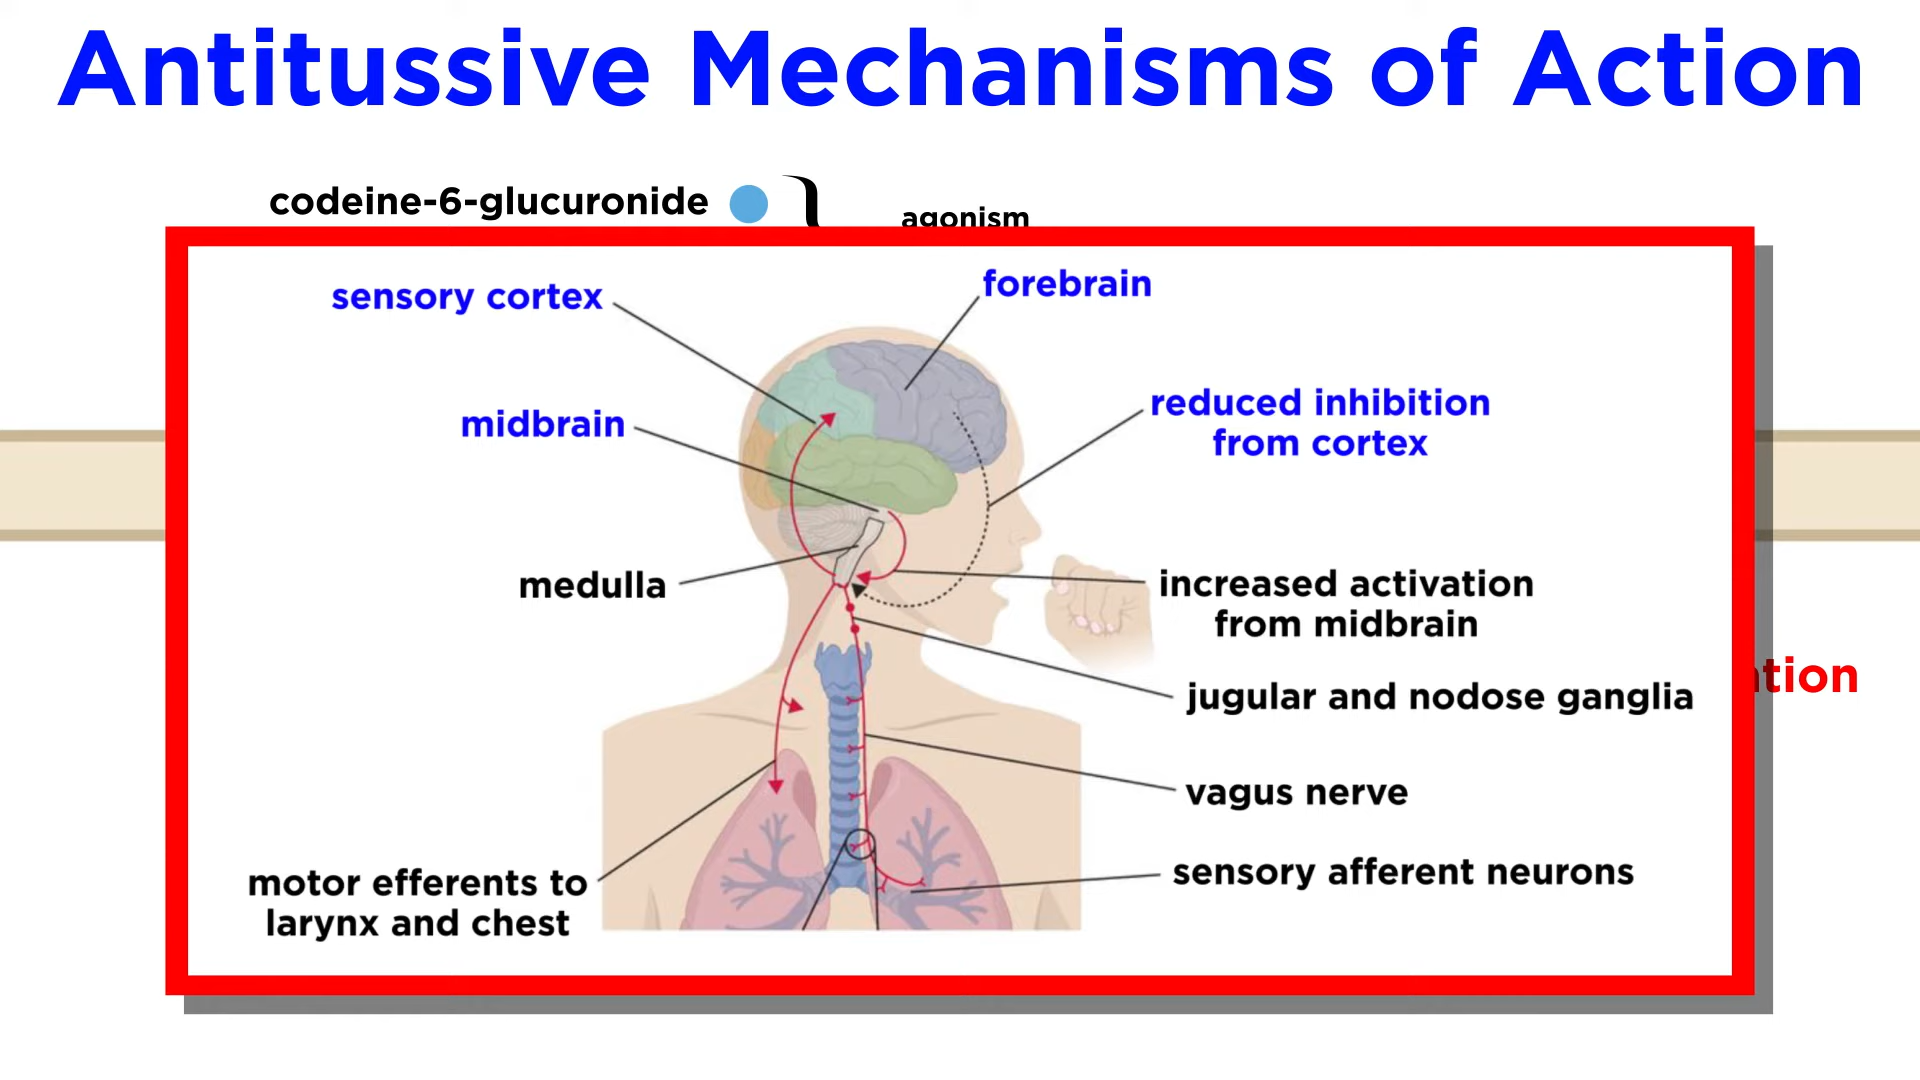 Antitussive Mechanisms of Action
codeine-6-glucuronide
agonism
sensory cortex
forebrain
midbrain
reduced inhibition
from cortex
medulla
increased activation
from midbrain
jugular and nodose ganglia
vagus nerve
sensory afferent neurons
motor efferents to
larynx and chest